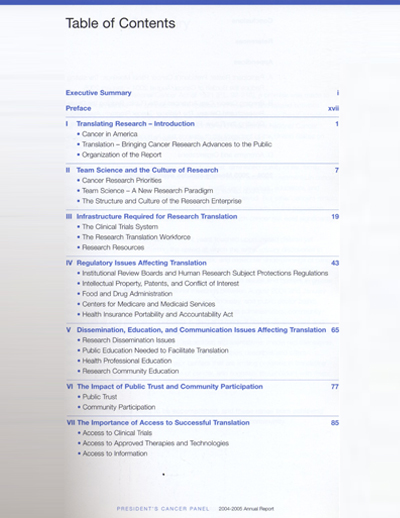 Table of Contents
Executive Summary i
Preface xvii
I Translating Research – Introduction 1
• Cancer in America
• Translation – Bringing Cancer Research Advances to the Public
• Organization of the Report
II Team Science and the Culture of Research 7
• Cancer Research Priorities
• Team Science – A New Research Paradigm
• The Structure and Culture of the Research Enterprise
III Infrastructure Required for Research Translation 19
• The Clinical Trials System
• The Research Translation Workforce
• Research Resources
IV Regulatory Issues Affecting Translation 43
• Institutional Review Boards and Human Research Subject Protections Regulations
• Intellectual Property, Patents, and Conflict of Interest
• Food and Drug Administration
• Centers for Medicare and Medicaid Services
• Health Insurance Portability and Accountability Act
V Dissemination, Education, and Communication Issues Affecting Translation 65
• Research Dissemination Issues
• Public Education Needed to Facilitate Translation
• Health Professional Education
• Research Community Education
VI The Impact of Public Trust and Community Participation 77
• Public Trust
• Community Participation
VII The Importance of Access to Successful Translation 85
• Access to Clinical Trials
• Access to Approved Therapies and Technologies
• Access to Information
PRESIDENT'S CANCER PANEL 2004-2005 Annual Report